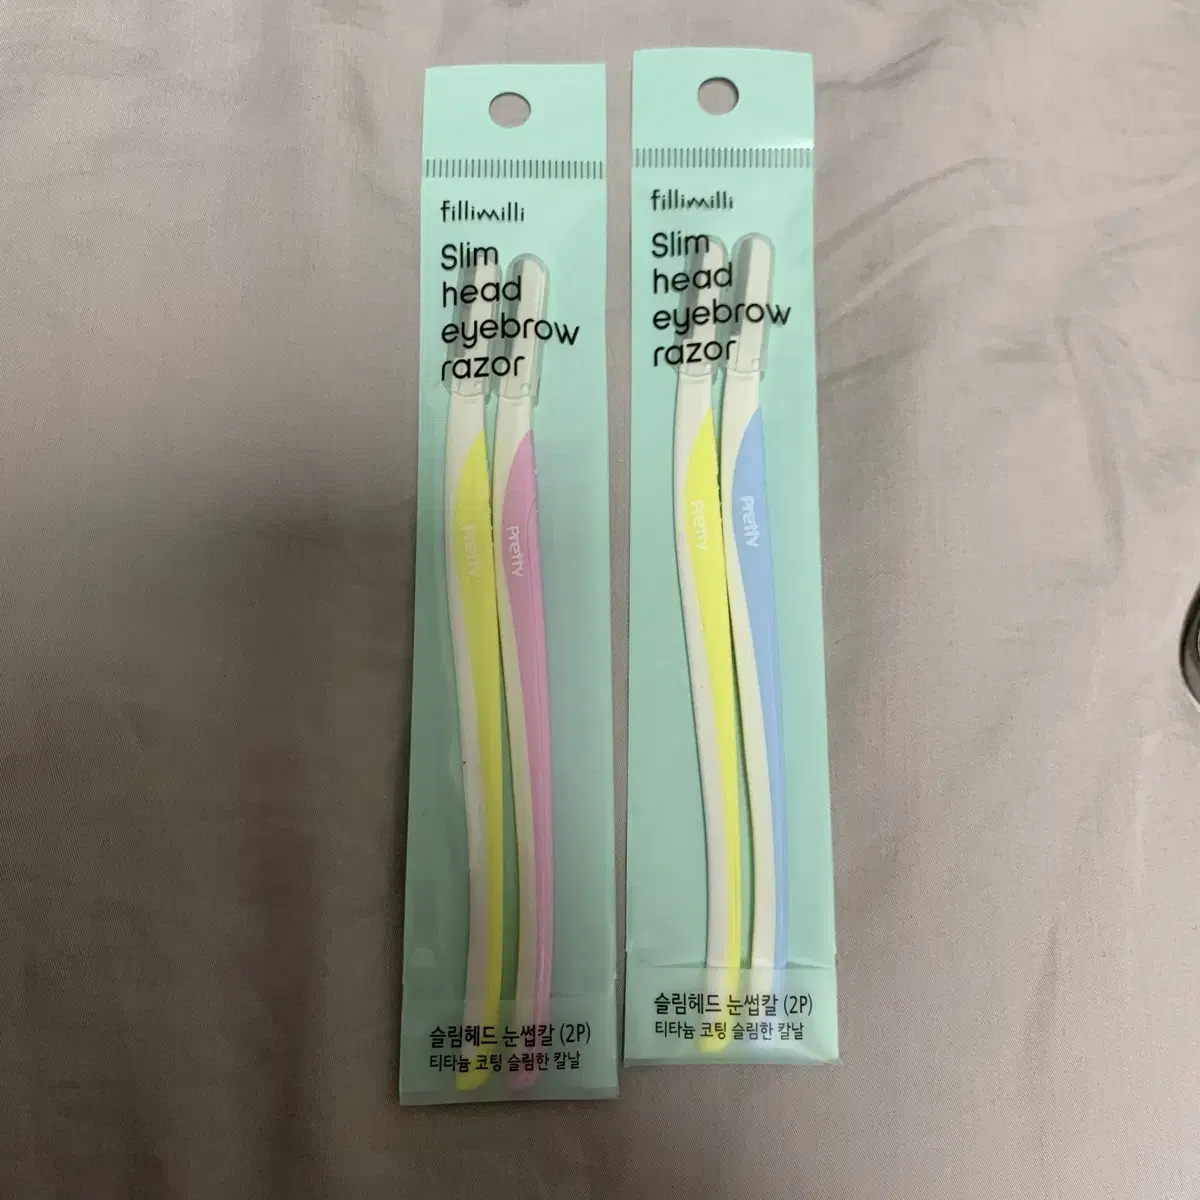 fillimilli
Slim
head
eyebrow
razor
Pretty
Pretty
슬림헤드 눈썹칼 (2P)
티타늄 코팅 슬림한 칼날
fillimilli
Slim
head
eyebrow
razor
Pretty
Pretty
슬림헤드 눈썹칼 (2P)
티타늄 코팅 슬림한 칼날